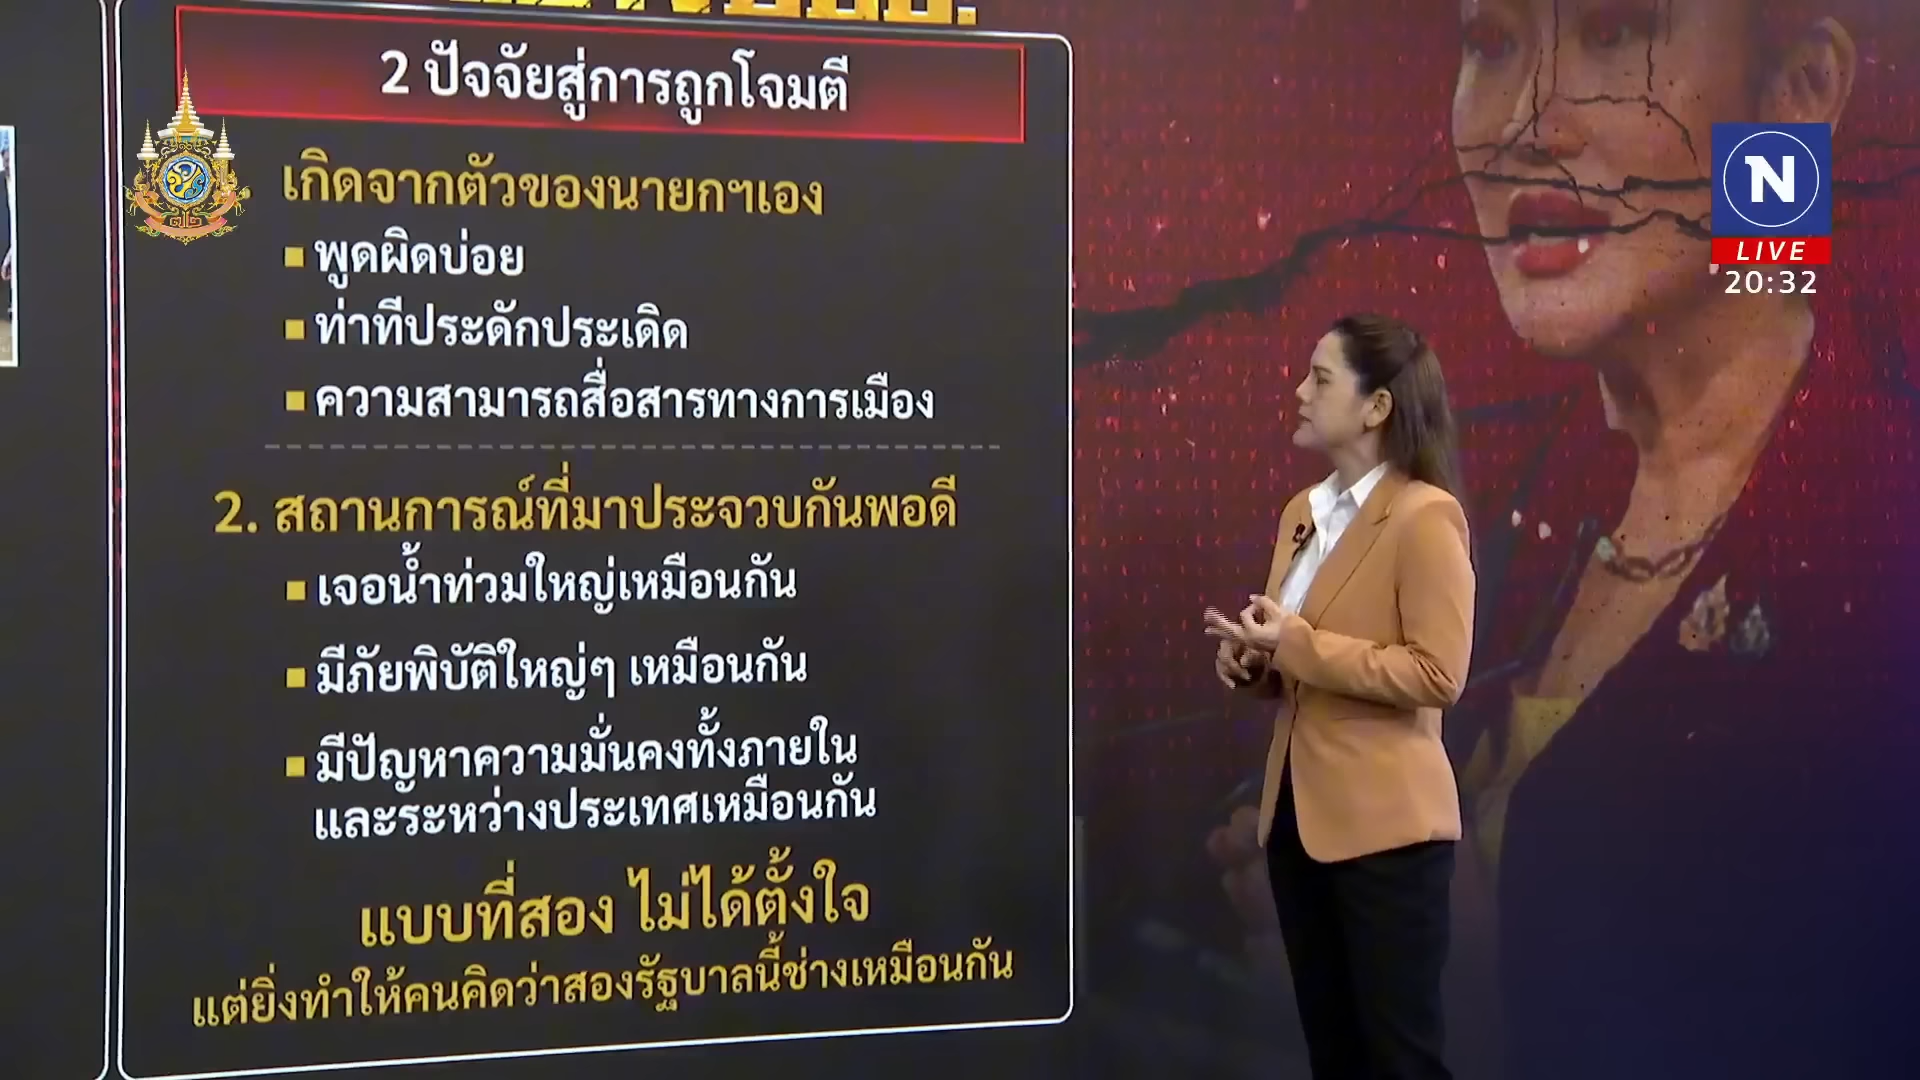 2 ปัจจัยสู่การถูกโจมตี
เกิดจากตัวของนายกฯเอง
▪ พูดผิดบ่อย
▪ ท่าทีประดักประเดิด
▪ ความสามารถสื่อสารทางการเมือง
2. สถานการณ์ที่มาประจวบกันพอดี
▪ เจอน้ำท่วมใหญ่เหมือนกัน
▪ มีภัยพิบัติใหญ่ๆ เหมือนกัน
▪ มีปัญหาความมั่นคงทั้งภายใน
และระหว่างประเทศเหมือนกัน
แบบที่สอง ไม่ได้ตั้งใจ
แต่ยิ่งทำให้คนคิดว่าสองรัฐบาลนี้ช่างเหมือนกัน
N
LIVE
20:32